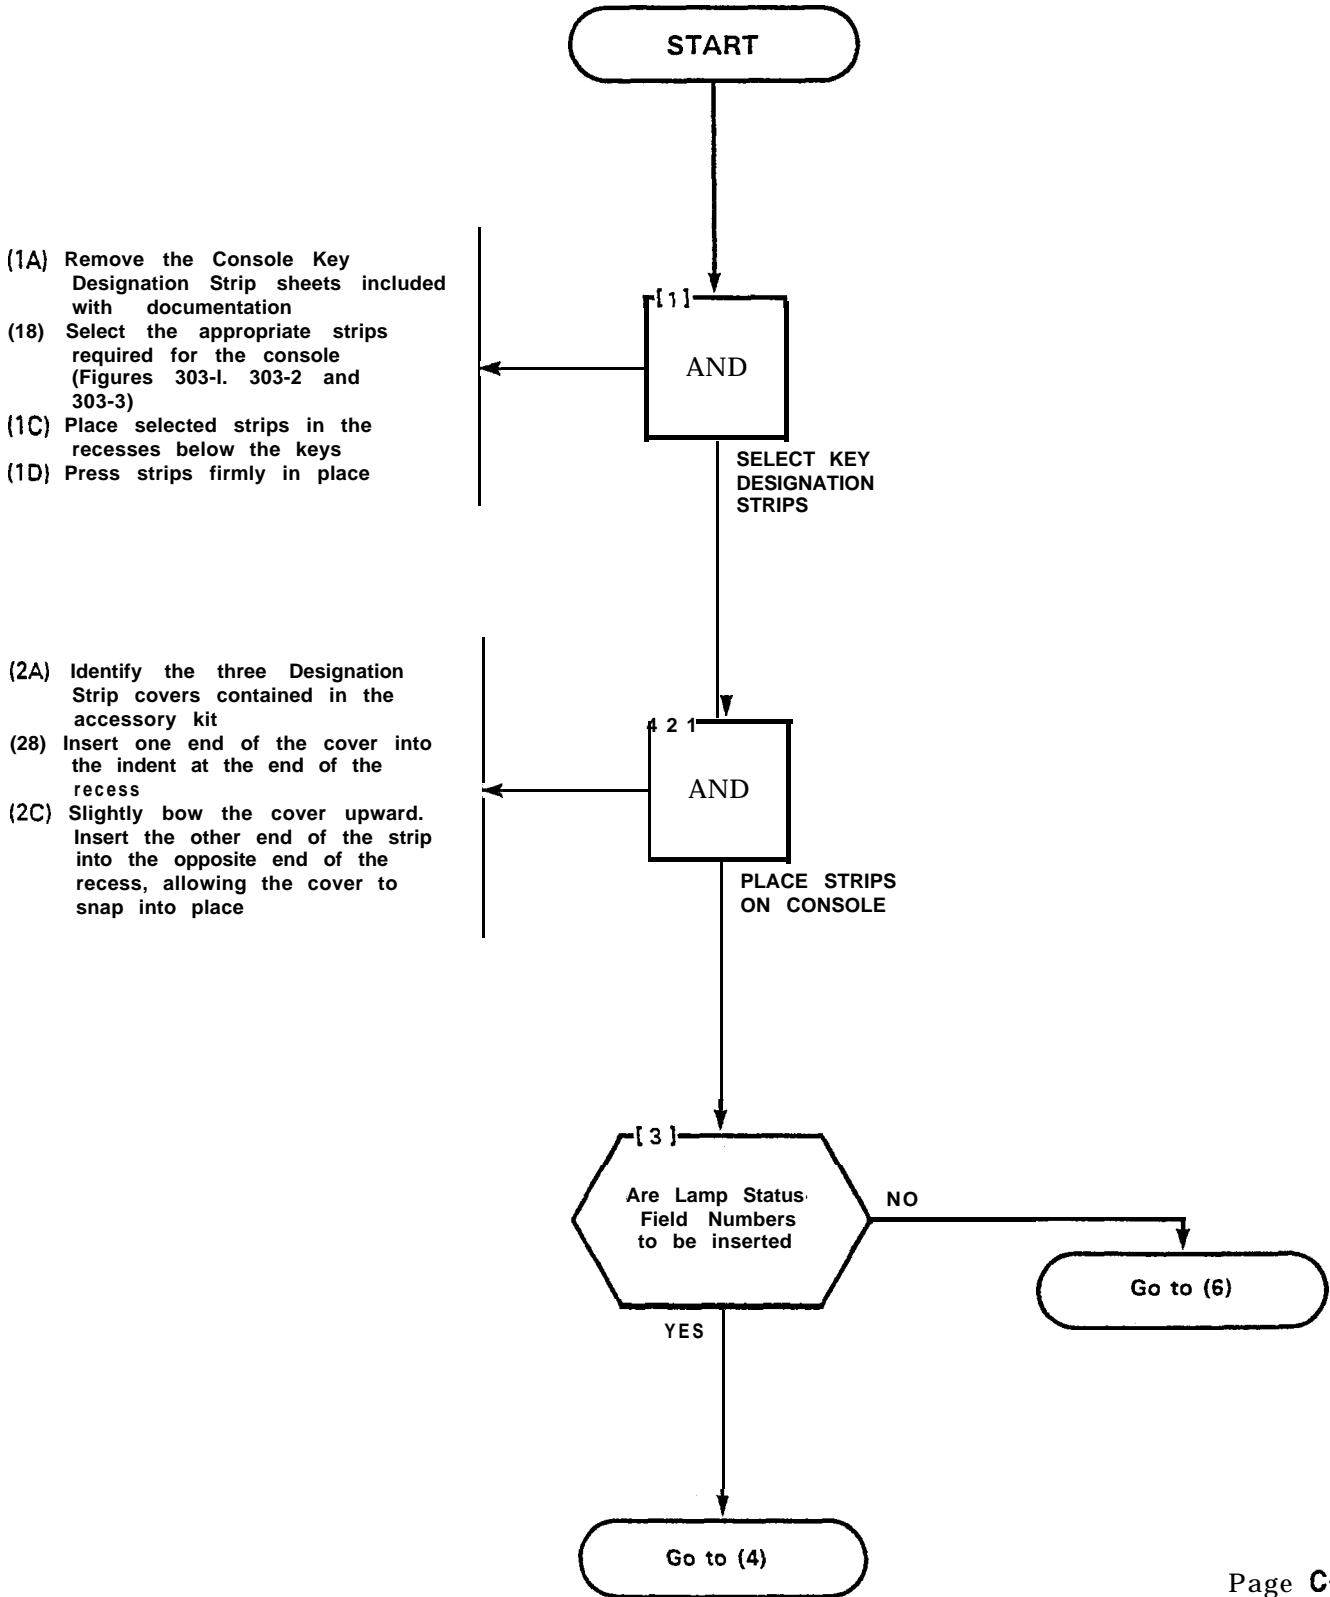 START
(1A) Remove the Console Key
Designation Strip sheets included
with documentation
(18) Select the appropriate strips
required for the console
(Figures 303-I. 303-2 and
303-3)
(1C) Place selected strips in the
recesses below the keys
(1D) Press strips firmly in place
[1]
AND
SELECT KEY
DESIGNATION
STRIPS
(2A) Identify the three Designation
Strip covers contained in the
accessory kit
(28) Insert one end of the cover into
the indent at the end of the
recess
(2C) Slightly bow the cover upward.
Insert the other end of the strip
into the opposite end of the
recess, allowing the cover to
snap into place
4 2 1
AND
PLACE STRIPS
ON CONSOLE
[3]
Are Lamp Status
Field Numbers
to be inserted
NO
Go to (6)
YES
Go to (4)
Page C-